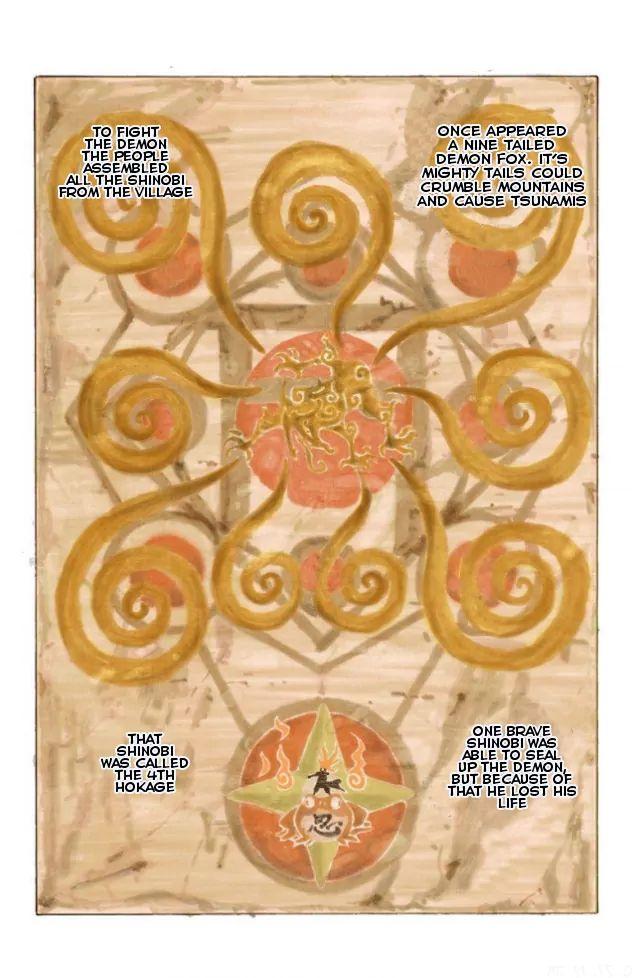 ONCE APPEARED
A NINE TAILED
DEMON FOX. IT'S
MIGHTY TAILS COULD
CRUMBLE MOUNTAINS
AND CAUSE TSUNAMIS
TO FIGHT
THE DEMON
THE PEOPLE
ASSEMBLED
ALL THE SHINOBI
FROM THE VILLAGE
ONE BRAVE
SHINOBI WAS
ABLE TO SEAL
UP THE DEMON,
BUT BECAUSE OF
THAT HE LOST HIS
LIFE
THAT
SHINOBI
WAS CALLED
THE 4TH
HOKAGE
忍